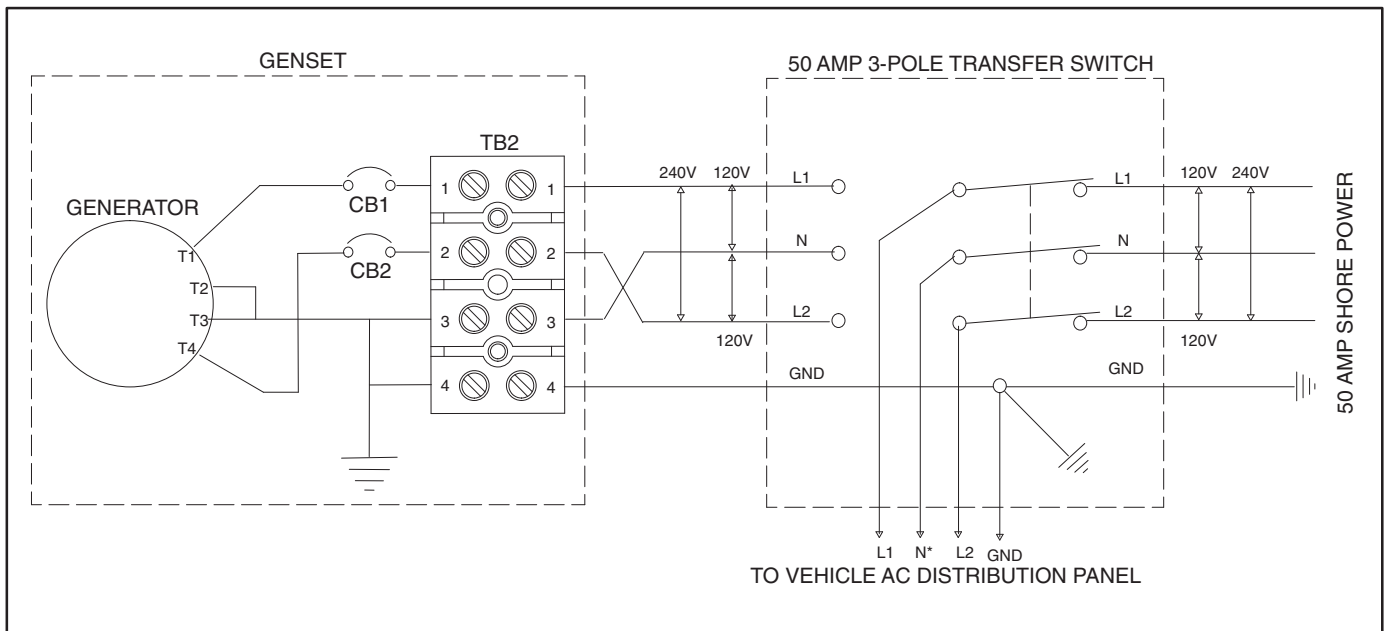 GENSET
50 AMP 3-POLE TRANSFER SWITCH
TB2
GENERATOR
T1
T2
T3
T4
CB1
CB2
1 1
2 2
3 3
4 4
240V 120V
120V
L1
N
L2
GND
L1
N
L2
GND
120V 240V
120V
50 AMP SHORE POWER
L1 N* L2 GND
TO VEHICLE AC DISTRIBUTION PANEL